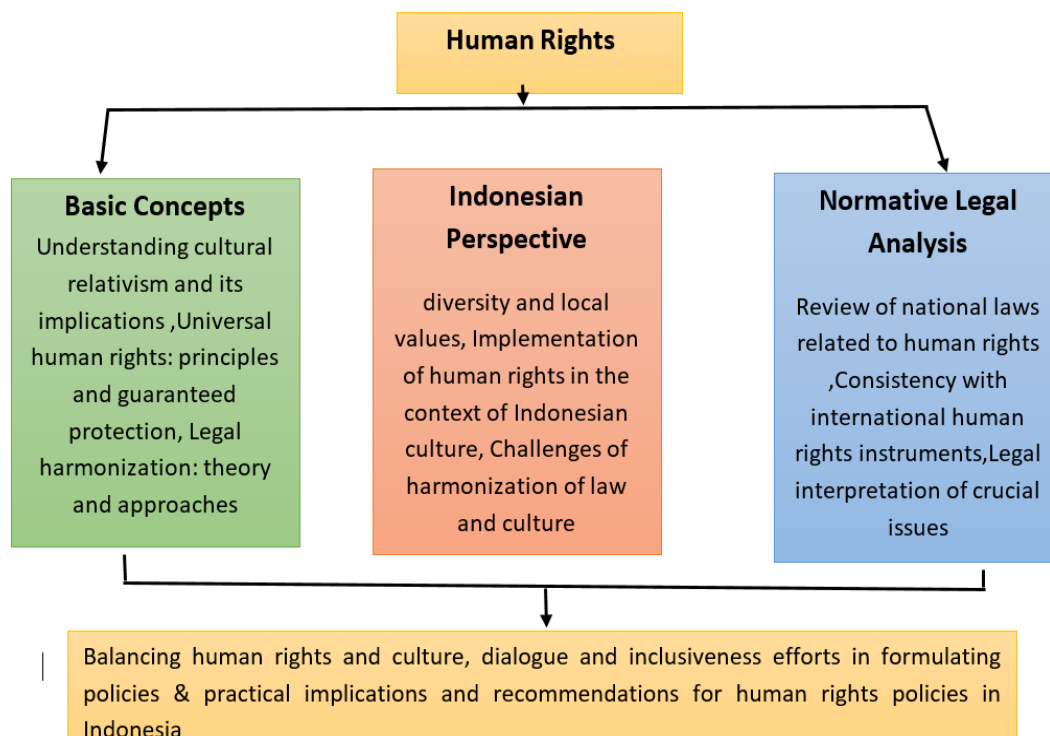 Human Rights
Basic Concepts
Understanding cultural
relativism and its
implications ,Universal
human rights: principles
and guaranteed
protection, Legal
harmonization: theory
and approaches
Indonesian
Perspective
diversity and local
values, Implementation
of human rights in the
context of Indonesian
culture, Challenges of
harmonization of law
and culture
Normative Legal
Analysis
Review of national laws
related to human rights
,Consistency with
international human
rights instruments,Legal
interpretation of crucial
issues
Balancing human rights and culture, dialogue and inclusiveness efforts in formulating
policies & practical implications and recommendations for human rights policies in
Indonesia